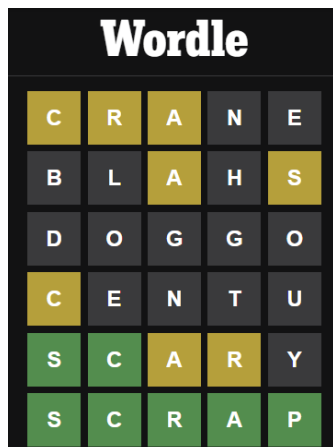 Wordle
C R A N E
B L A H S
D O G G O
C E N T U
S C A R Y
S C R A P